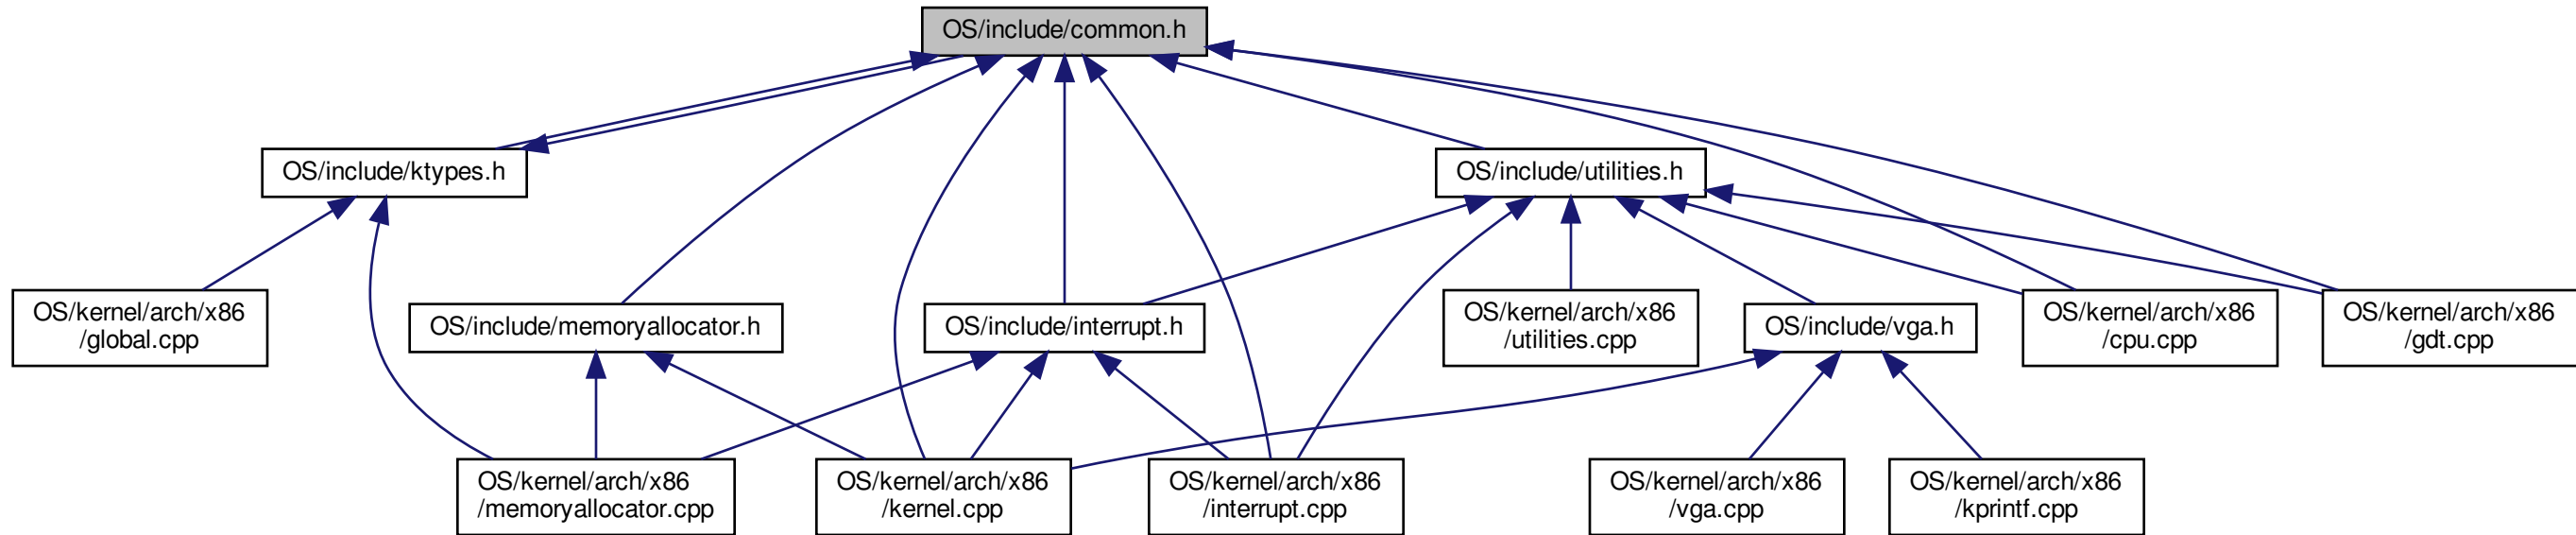 OS/include/common.h
OS/include/ktypes.h
OS/include/utilities.h
OS/kernel/arch/x86
/global.cpp
OS/include/memoryallocator.h
OS/include/interrupt.h
OS/kernel/arch/x86
/utilities.cpp
OS/include/vga.h
OS/kernel/arch/x86
/cpu.cpp
OS/kernel/arch/x86
/gdt.cpp
OS/kernel/arch/x86
/memoryallocator.cpp
OS/kernel/arch/x86
/kernel.cpp
OS/kernel/arch/x86
/interrupt.cpp
OS/kernel/arch/x86
/vga.cpp
OS/kernel/arch/x86
/kprintf.cpp